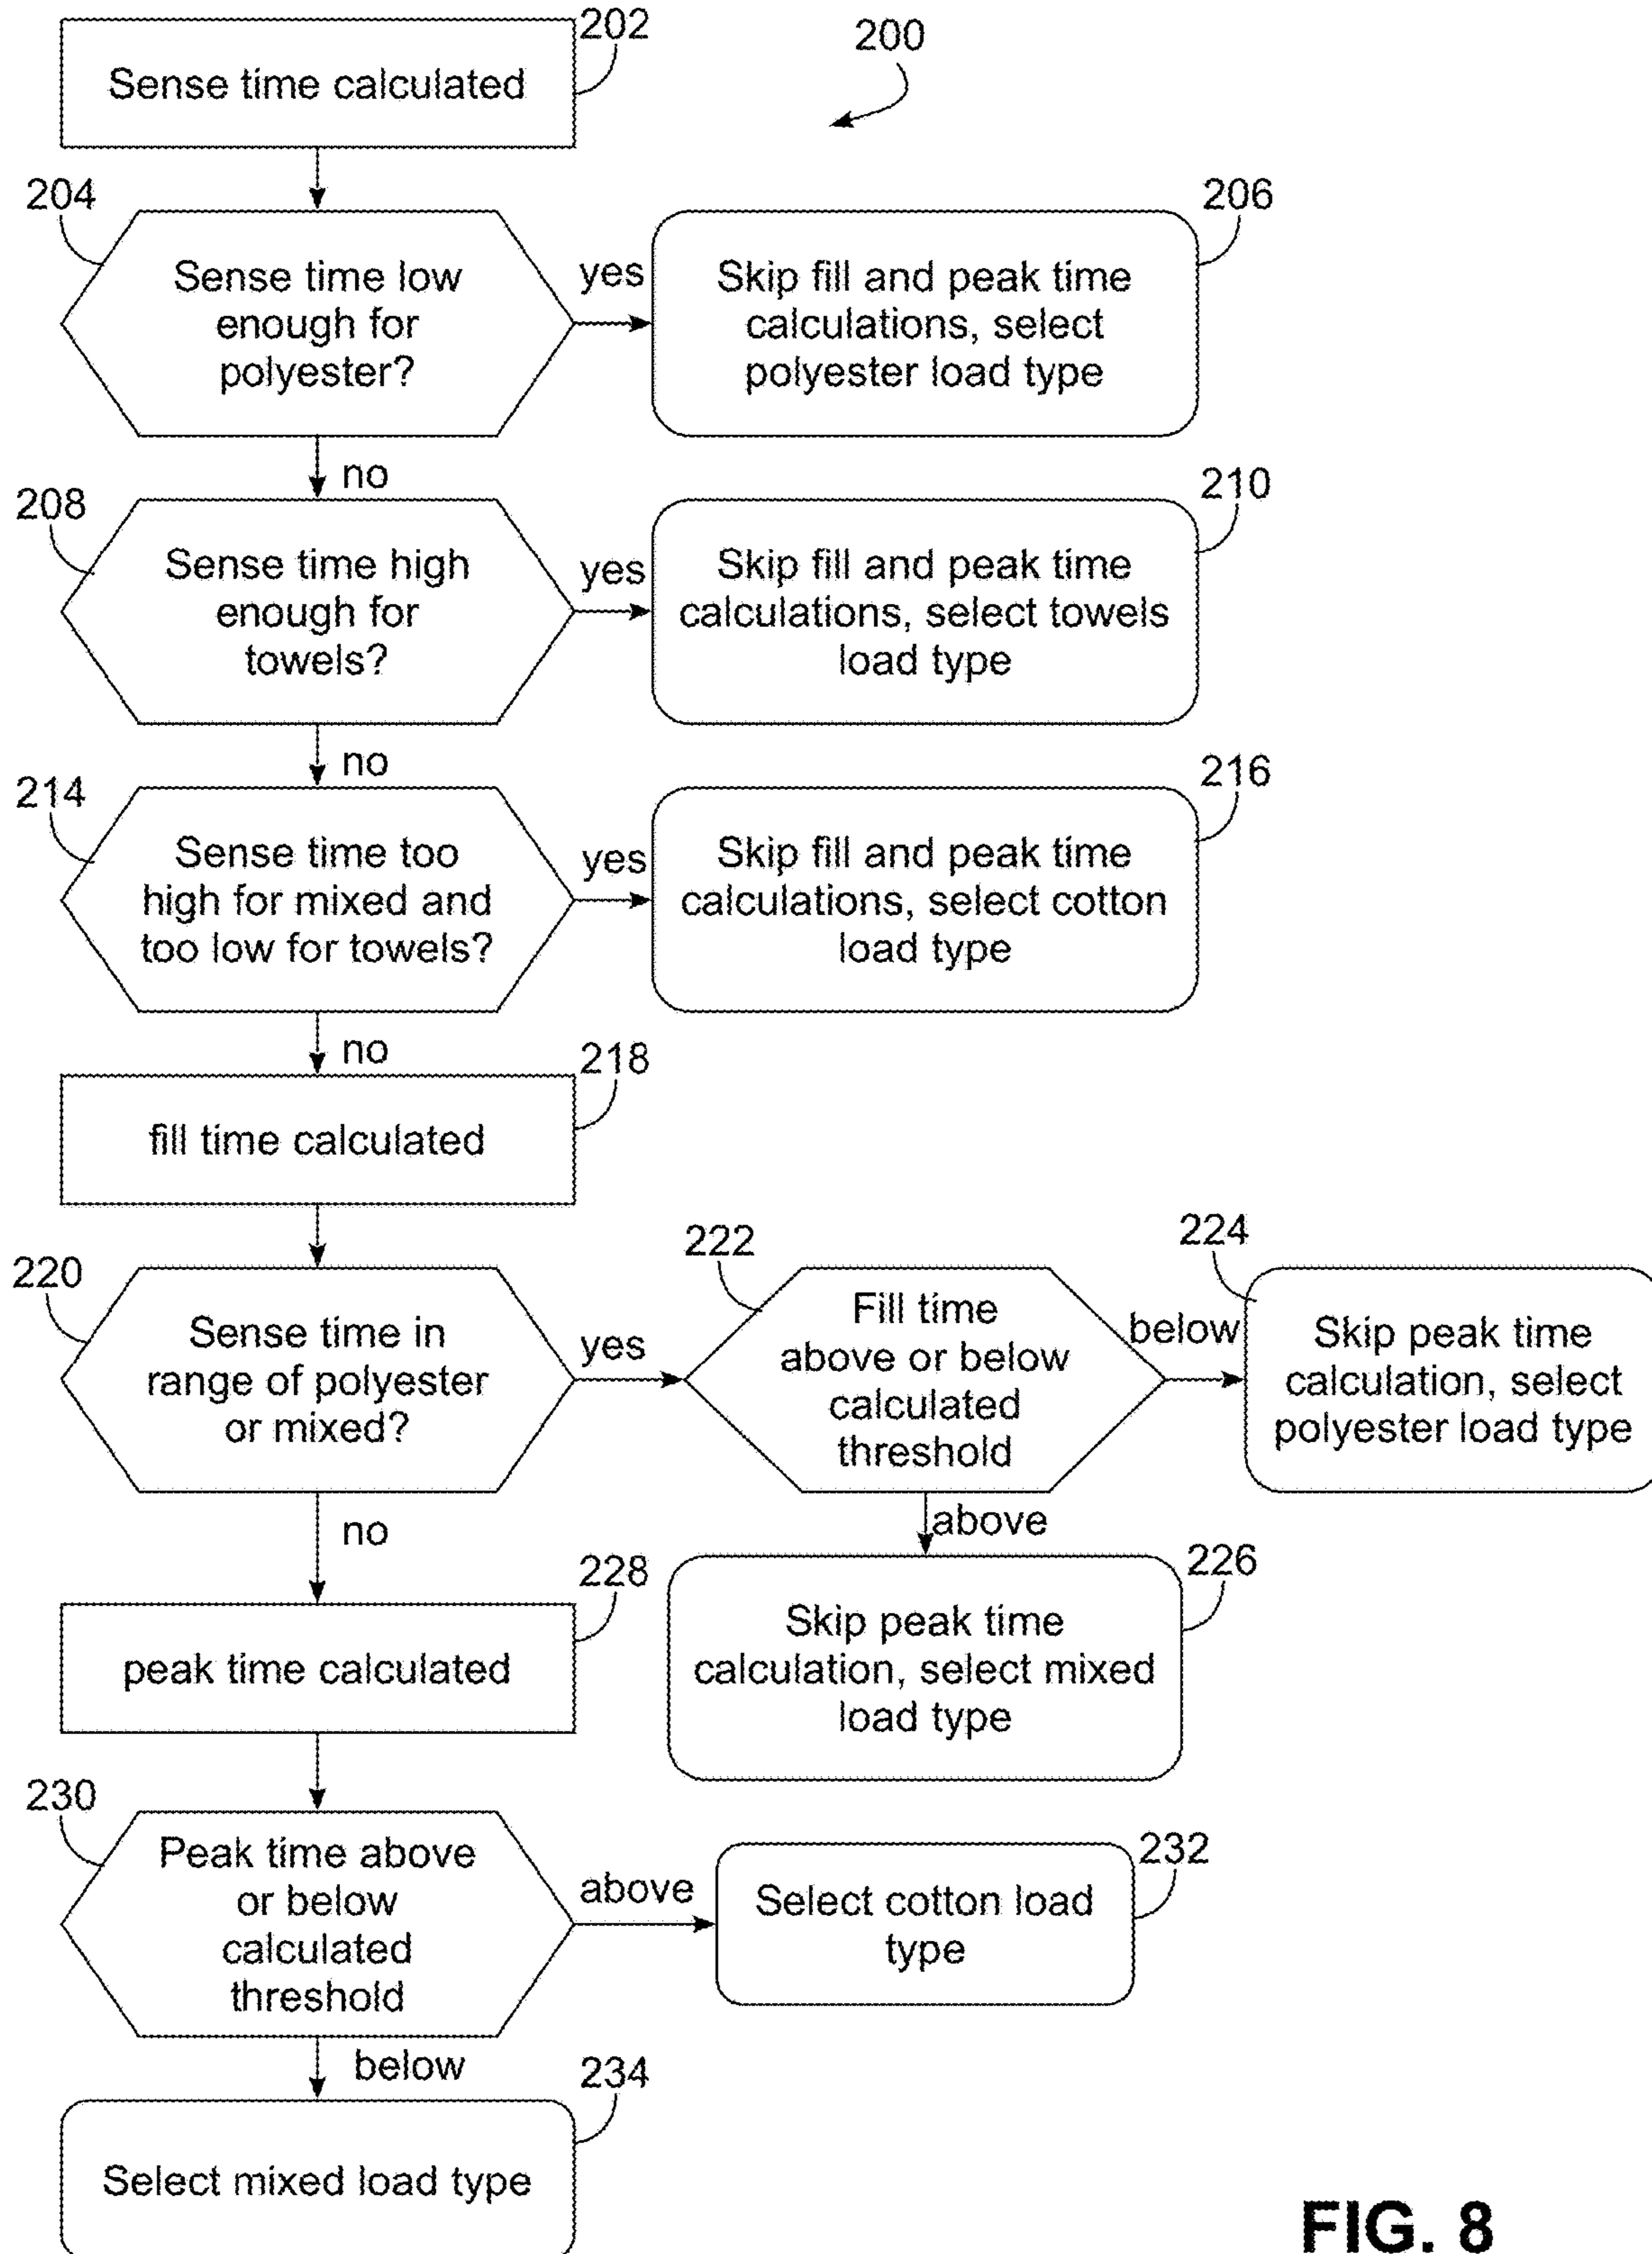 202
200
Sense time calculated
204
206
Sense time low
enough for
polyester?
yes
Skip fill and peak time
calculations, select
polyester load type
no
208
210
Sense time high
enough for
towels?
yes
Skip fill and peak time
calculations, select towels
load type
no
214
216
Sense time too
high for mixed and
too low for towels?
yes
Skip fill and peak time
calculations, select cotton
load type
no
218
fill time calculated
220
222
224
Sense time in
range of polyester
or mixed?
yes
Fill time
above or below
calculated
threshold
below
Skip peak time
calculation, select
polyester load type
above
no
226
Skip peak time
calculation, select mixed
load type
228
peak time calculated
230
232
Peak time above
or below
calculated
threshold
above
Select cotton load
type
below
234
Select mixed load type
FIG. 8